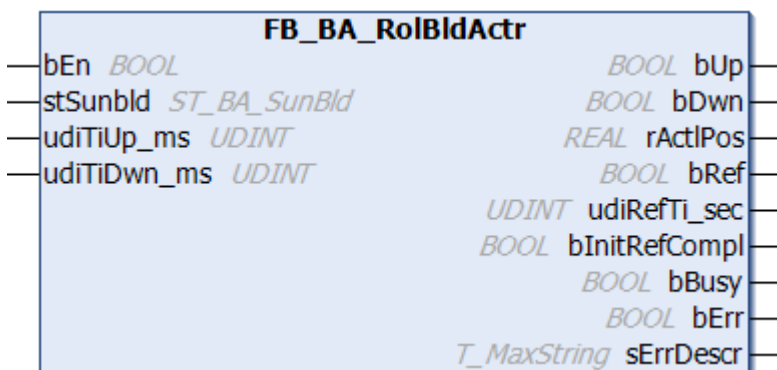 FB_BA_RolBldActr
bEn BOOL BOOL bUp
stSunbld ST_BA_SunBld BOOL bDwn
udiTiUp_ms UDINT REAL rActlPos
udiTiDwn_ms UDINT BOOL bRef
UDINT udiRefTi_sec
BOOL bInitRefCompl
BOOL bBusy
BOOL bErr
T_MaxString sErrDescr